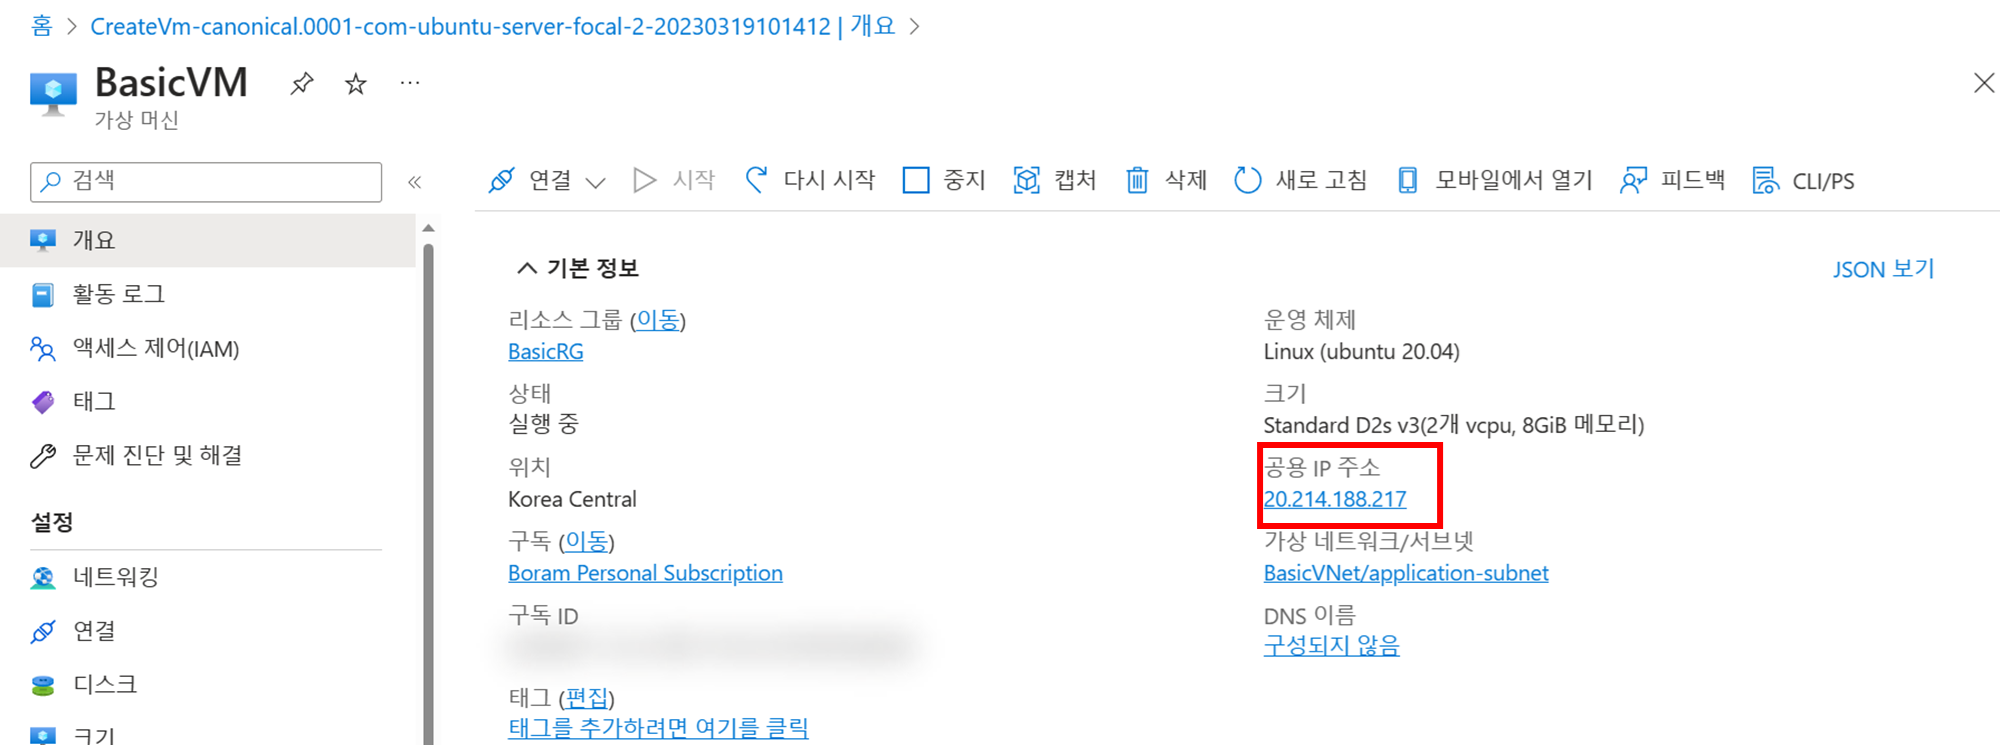 홈 > CreateVm-canonical.0001-com-ubuntu-server-focal-2-20230319101412 | 개요 >
BasicVM
가상 머신
검색
연결
시작
다시 시작
중지
캡처
삭제
새로 고침
모바일에서 열기
피드백
CLI/PS
개요
활동 로그
액세스 제어(IAM)
태그
문제 진단 및 해결
설정
네트워킹
연결
디스크
크기
기본 정보
JSON 보기
리소스 그룹 (이동)
BasicRG
상태
실행 중
위치
Korea Central
구독 (이동)
Boram Personal Subscription
구독 ID
태그 (편집)
태그를 추가하려면 여기를 클릭
운영 체제
Linux (ubuntu 20.04)
크기
Standard D2s v3(2개 vcpu, 8GiB 메모리)
공용 IP 주소
20.214.188.217
가상 네트워크/서브넷
BasicVNet/application-subnet
DNS 이름
구성되지 않음